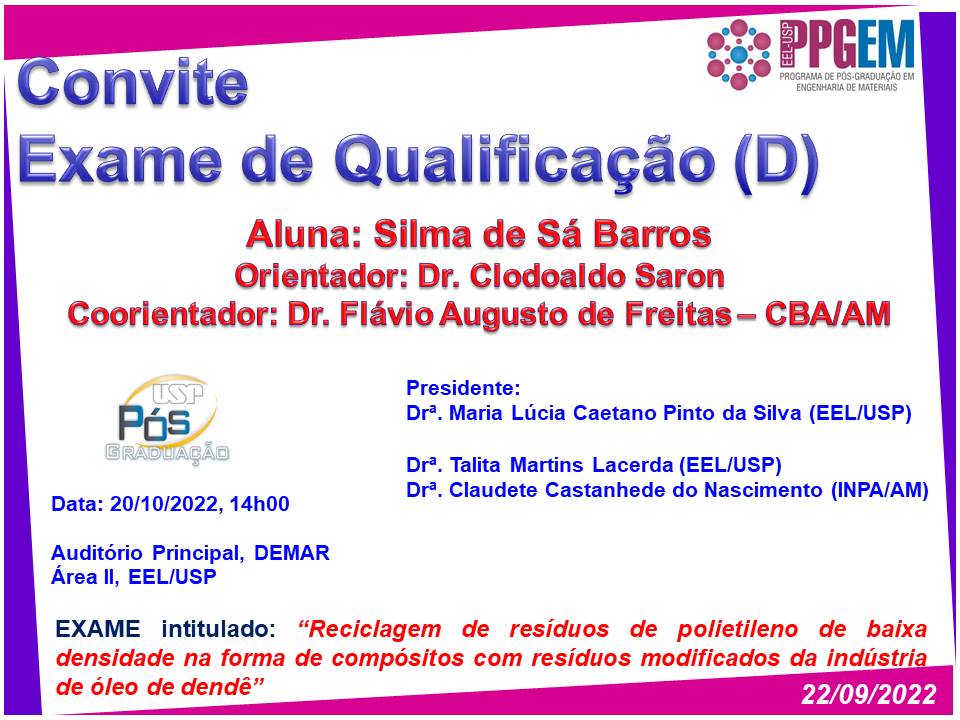 EEL-USP
PPGEM
PROGRAMA DE PÓS-GRADUAÇÃO EM
ENGENHARIA DE MATERIAIS
Convite
Exame de Qualificação (D)
Aluna: Silma de Sá Barros
Orientador: Dr. Clodoaldo Saron
Coorientador: Dr. Flávio Augusto de Freitas – CBA/AM
USP
Pós
GRADUAÇÃO
Presidente:
Drª. Maria Lúcia Caetano Pinto da Silva (EEL/USP)
Drª. Talita Martins Lacerda (EEL/USP)
Drª. Claudete Castanhede do Nascimento (INPA/AM)
Data: 20/10/2022, 14h00
Auditório Principal, DEMAR
Área II, EEL/USP
EXAME intitulado: “Reciclagem de resíduos de polietileno de baixa
densidade na forma de compósitos com resíduos modificados da indústria
de óleo de dendê”
22/09/2022